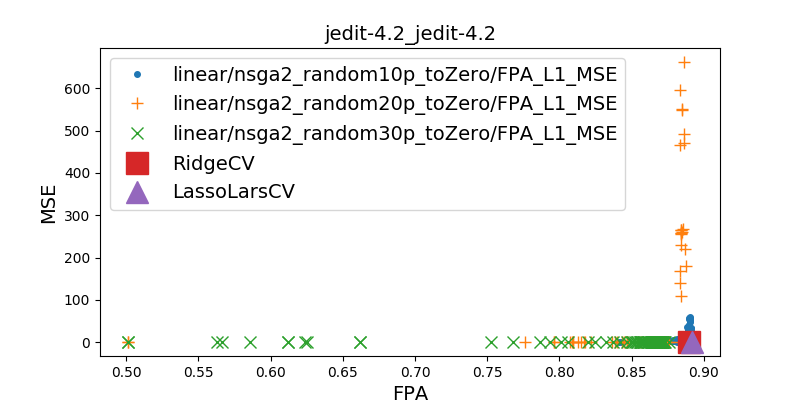 jedit-4.2_jedit-4.2
linear/nsga2_random10p_toZero/FPA_L1_MSE
linear/nsga2_random20p_toZero/FPA_L1_MSE
linear/nsga2_random30p_toZero/FPA_L1_MSE
RidgeCV
LassoLarsCV
MSE
600
500
400
300
200
100
0
0.50 0.55 0.60 0.65 0.70 0.75 0.80 0.85 0.90
FPA